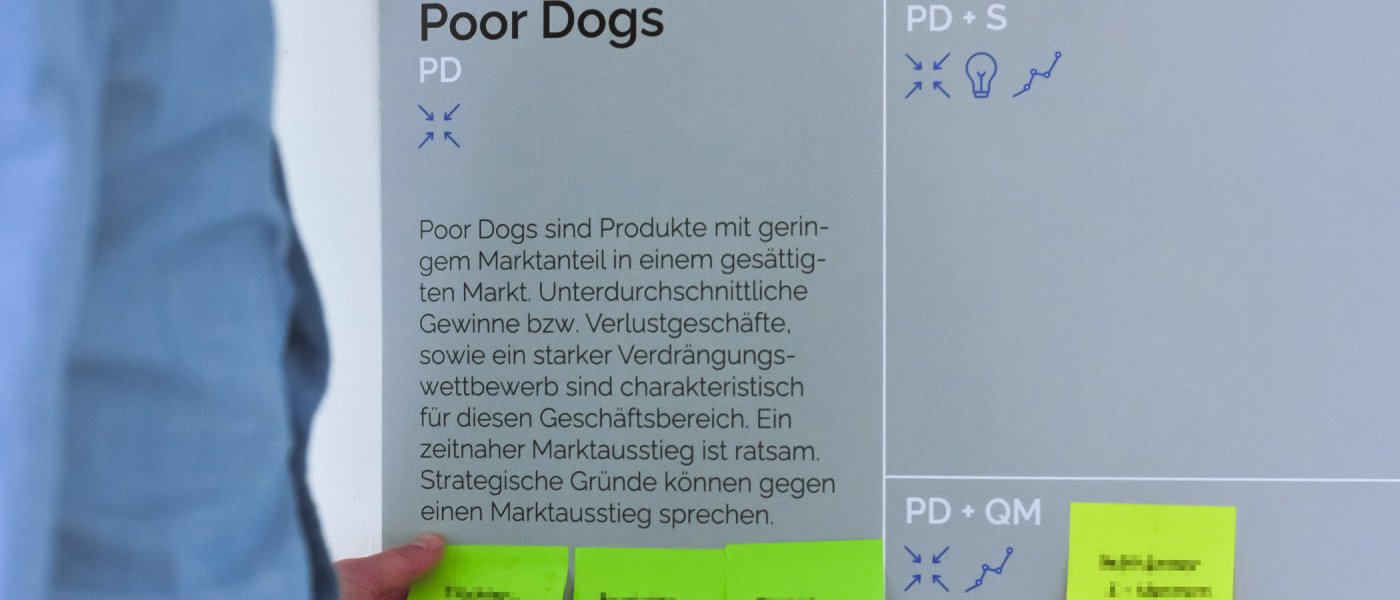 Poor Dogs
PD
Poor Dogs sind Produkte mit gerin-
gem Marktanteil in einem gesättig-
ten Markt. Unterdurchschnittliche
Gewinne bzw. Verlustgeschäfte,
sowie ein starker Verdrängungs-
wettbewerb sind charakteristisch
für diesen Geschäftsbereich. Ein
zeitnaher Marktausstieg ist ratsam.
Strategische Gründe können gegen
einen Marktausstieg sprechen.
PD + S
PD + QM